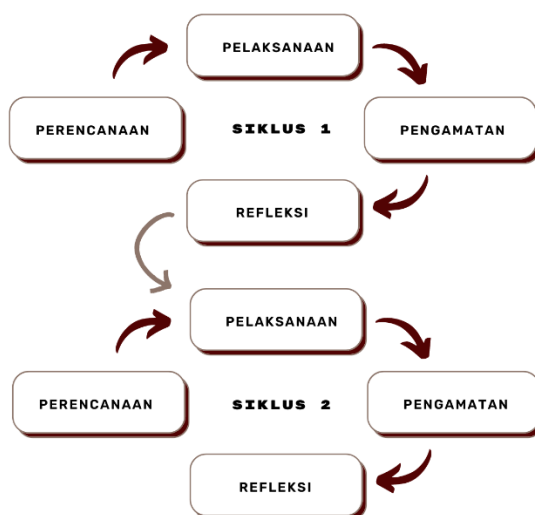 PELAKSANAAN
PERENCANAAN
SIKLUS 1
PENGAMATAN
REFLEKSI
PELAKSANAAN
PERENCANAAN
SIKLUS 2
PENGAMATAN
REFLEKSI